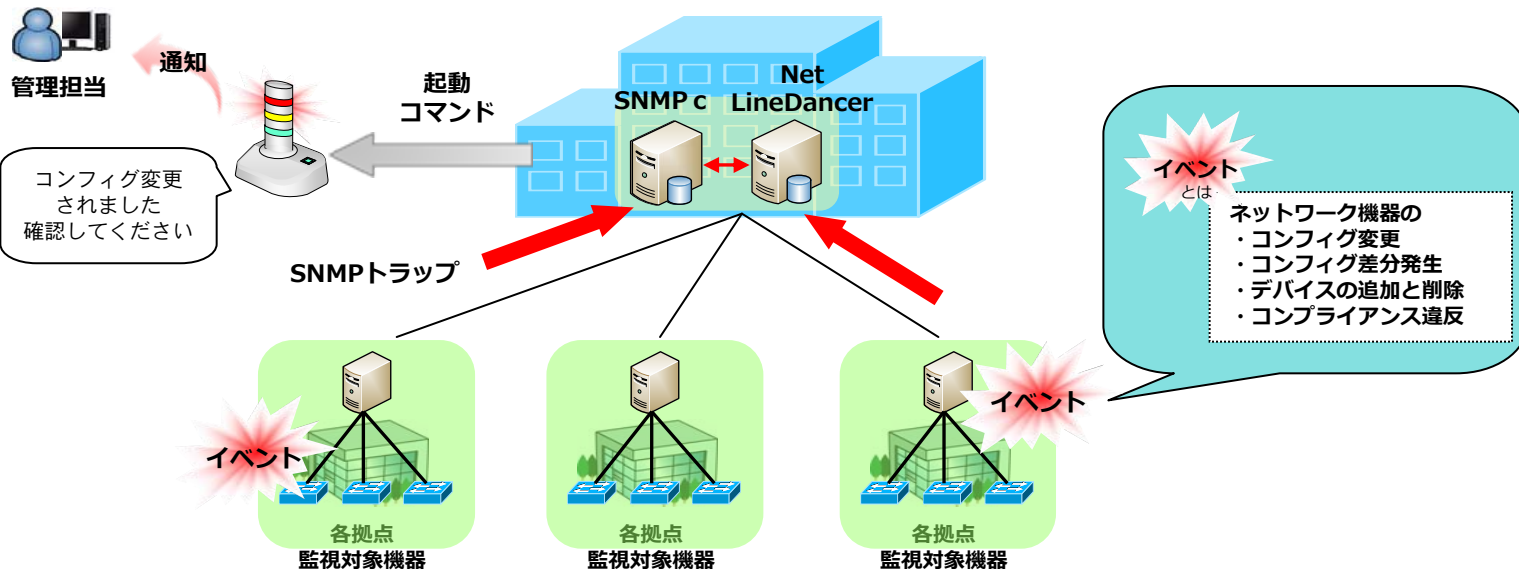 管理担当
通知
起動
コマンド
コンフィグ変更
されました
確認してください
SNMPｃ
Net
LineDancer
SNMPトラップ
イベント
とは
ネットワーク機器の
・コンフィグ変更
・コンフィグ差分発生
・デバイスの追加と削除
・コンプライアンス違反
イベント
イベント
各拠点
監視対象機器
各拠点
監視対象機器
各拠点
監視対象機器